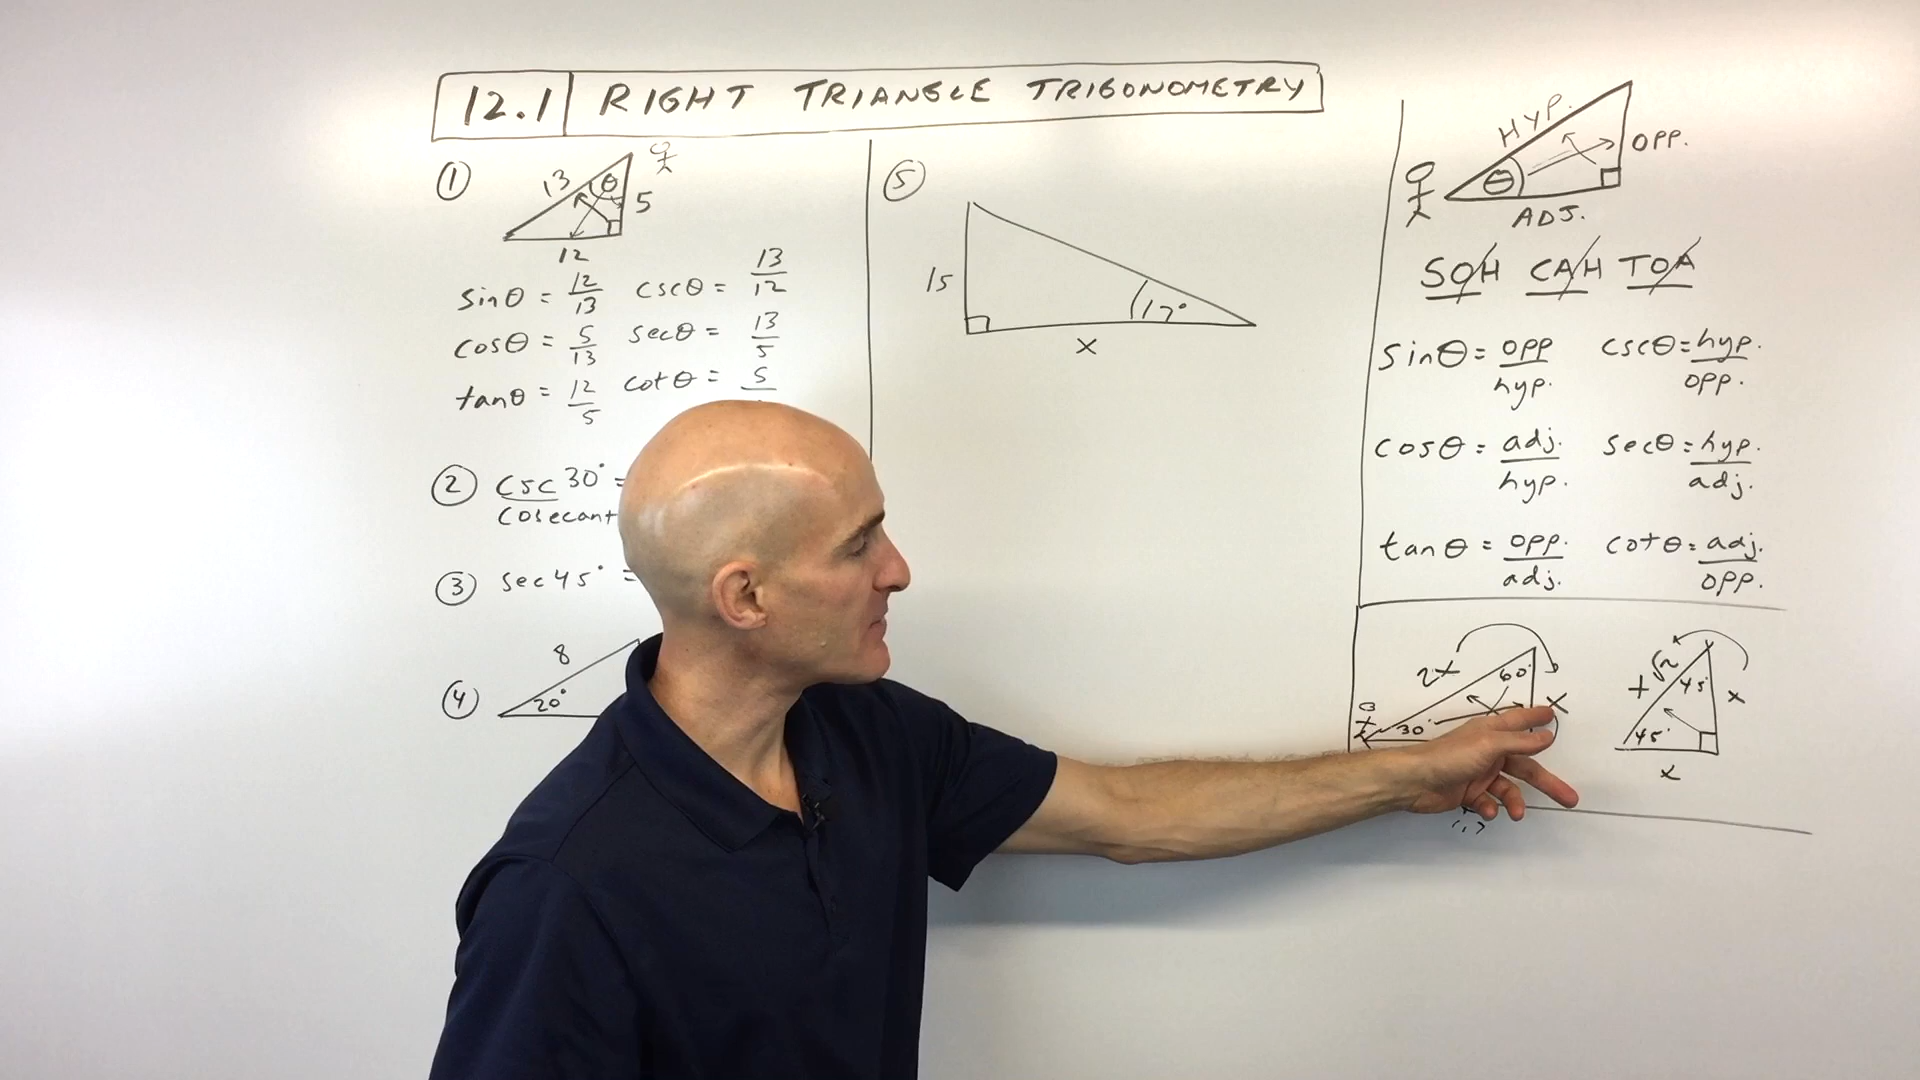 12.1 RIGHT TRIANGLE TRIGONOMETRY
1
13
θ
5
12
sinθ = 12/13 cscθ = 13/12
cosθ = 5/13 secθ = 13/5
tanθ = 12/5 cotθ = 5
2 csc 30° =
cosecant
3 sec 45° =
4
8
20°
5
15
17°
x
HYP.
OPP.
θ
ADJ.
SOH CAH TOA
sinθ = opp/hyp. cscθ = hyp./opp.
cosθ = adj./hyp. secθ = hyp./adj.
tanθ = opp./adj. cotθ = adj./opp.
2x
60°
x
30°
x√2
45°
x
45°
x